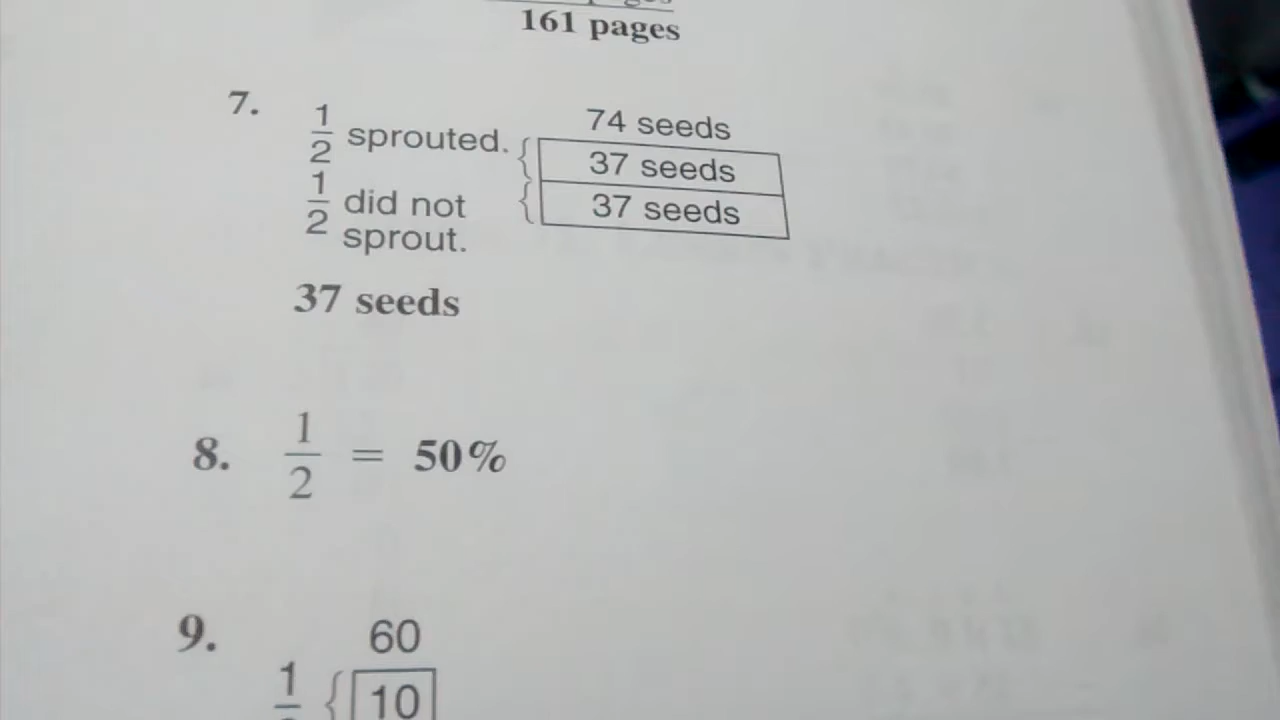 161 pages
7.
1/2 sprouted.
1/2 did not
sprout.
74 seeds
37 seeds
37 seeds
37 seeds
8. 1/2 = 50%
9.
60
1
10